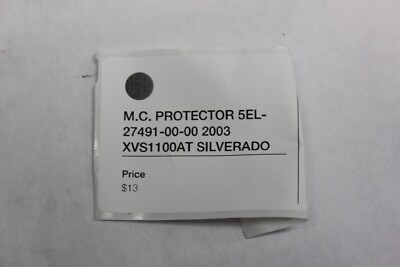 M.C. PROTECTOR 5EL-
27491-00-00 2003
XVS1100AT SILVERADO
Price
$13